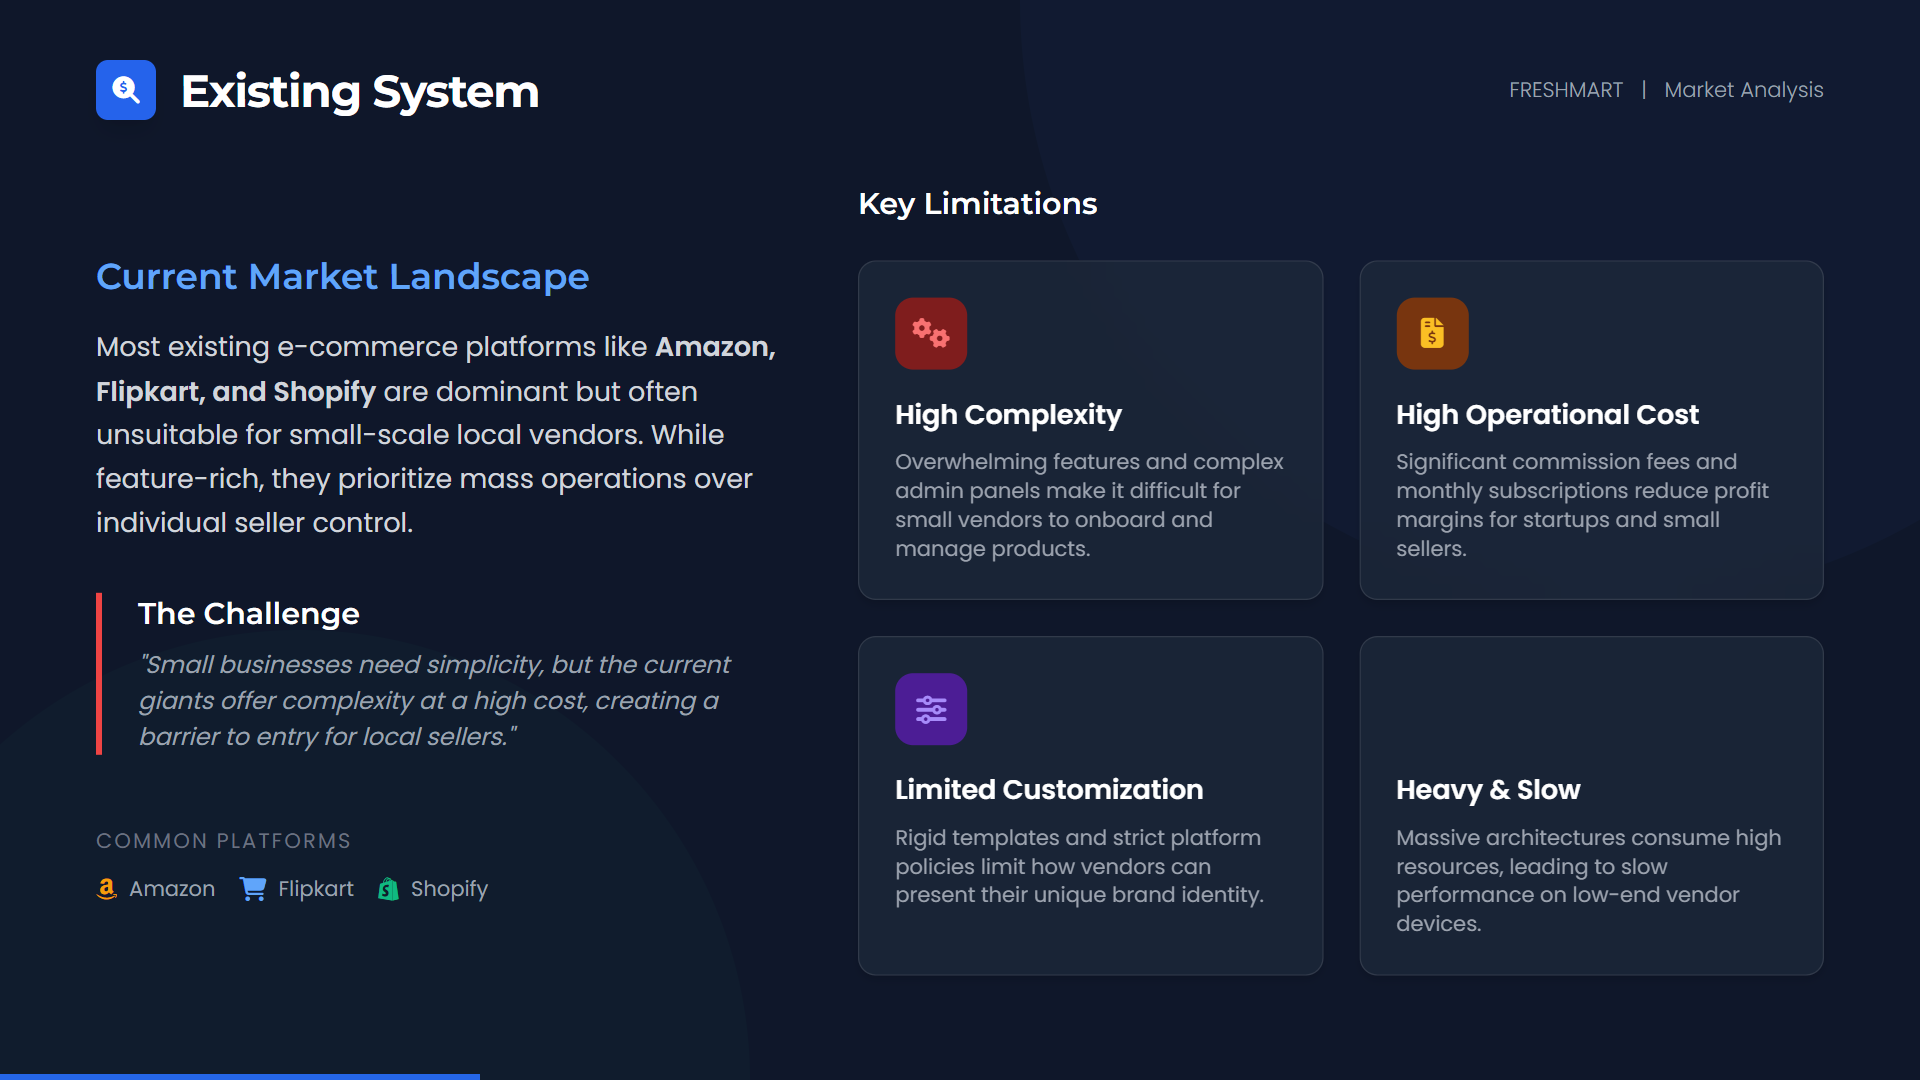 Existing System
FRESHMART | Market Analysis
Current Market Landscape
Most existing e-commerce platforms like Amazon,
Flipkart, and Shopify are dominant but often
unsuitable for small-scale local vendors. While
feature-rich, they prioritize mass operations over
individual seller control.
The Challenge
"Small businesses need simplicity, but the current
giants offer complexity at a high cost, creating a
barrier to entry for local sellers."
COMMON PLATFORMS
Amazon Flipkart Shopify
Key Limitations
High Complexity
Overwhelming features and complex
admin panels make it difficult for
small vendors to onboard and
manage products.
High Operational Cost
Significant commission fees and
monthly subscriptions reduce profit
margins for startups and small
sellers.
Limited Customization
Rigid templates and strict platform
policies limit how vendors can
present their unique brand identity.
Heavy & Slow
Massive architectures consume high
resources, leading to slow
performance on low-end vendor
devices.